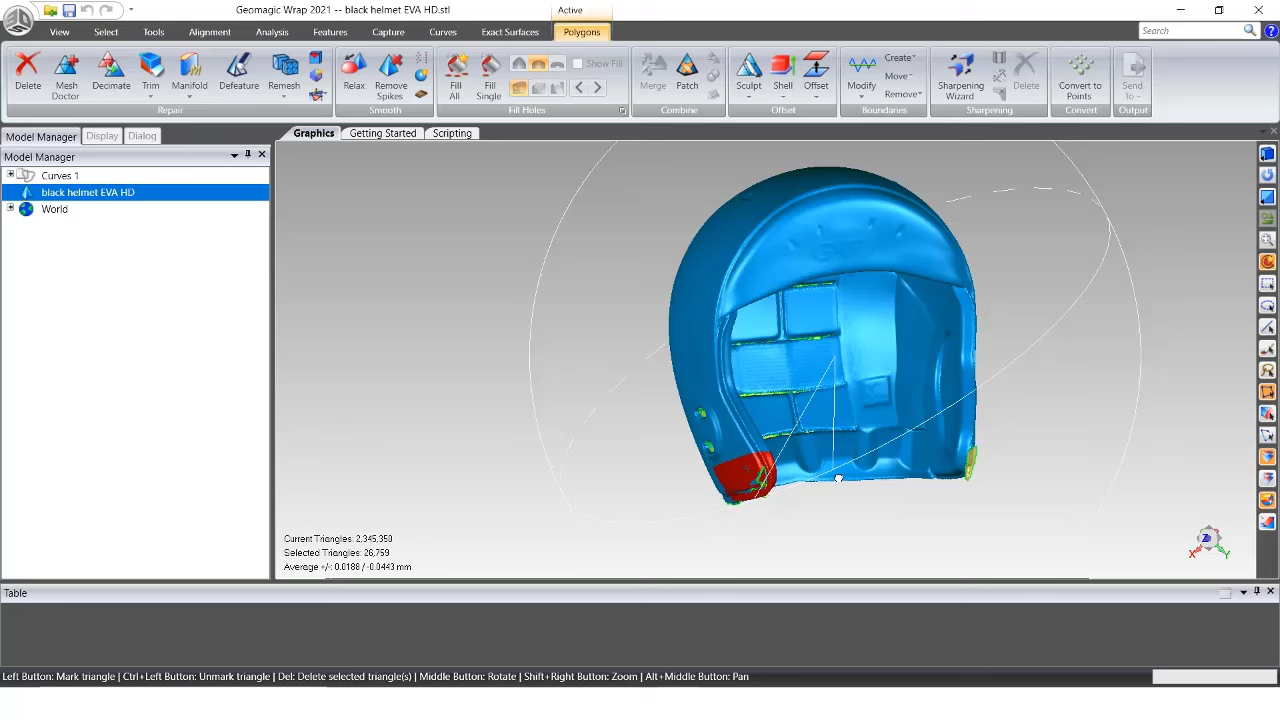 Geomagic Wrap 2021 -- black helmet EVA HD.stl
Active
View Select Tools Alignment Analysis Features Capture Curves Exact Surfaces Polygons
Search
Delete Mesh Doctor Decimate Trim Manifold Defeature Remesh
Repair
Relax Remove Spikes
Smooth
Fill All Fill Single Show Fill
Fill Holes
Merge Patch
Combine
Sculpt Shell Offset
Offset
Modify Create Move Remove
Boundaries
Sharpening Wizard Delete
Sharpening
Convert to Points
Convert
Send To
Output
Model Manager Display Dialog
Graphics Getting Started Scripting
Model Manager
Curves 1
black helmet EVA HD
World
Current Triangles: 2,345,350
Selected Triangles: 26,759
Average +/-: 0.0188 / -0.0443 mm
Z
X
Y
Table
Left Button: Mark triangle | Ctrl+Left Button: Unmark triangle | Del: Delete selected triangle(s) | Middle Button: Rotate | Shift+Right Button: Zoom | Alt+Middle Button: Pan